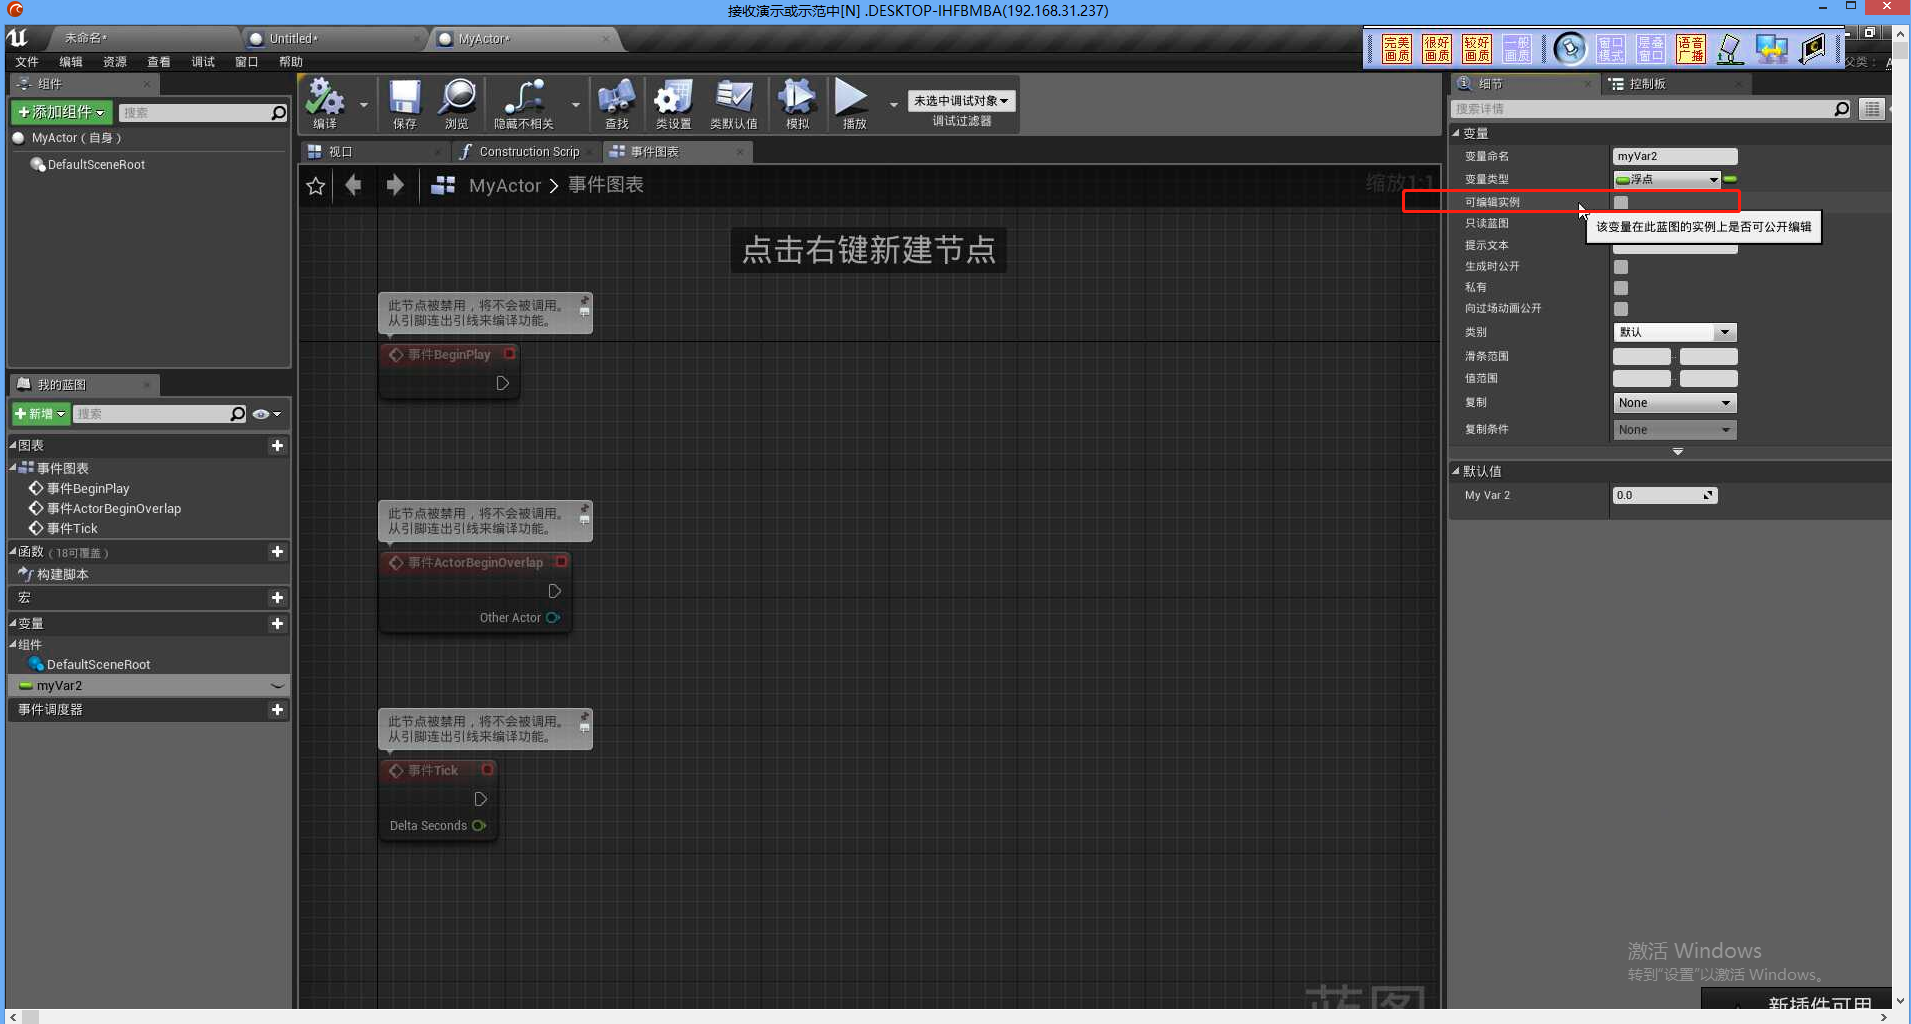 接收演示或示范中[N] .DESKTOP-IHFBMBA(192.168.31.237)
未命名*
Untitled*
MyActor*
完美画质
很好画质
较好画质
一般画质
窗口模式
层叠窗口
语音广播
文件 编辑 资源 查看 调试 窗口 帮助
父类：
组件
添加组件
搜索
MyActor（自身）
DefaultSceneRoot
编译
保存
浏览
隐藏不相关
查找
类设置
类默认值
模拟
播放
未选中调试对象
调试过滤器
视口
Construction Scrip
事件图表
MyActor > 事件图表
缩放1:1
点击右键新建节点
此节点被禁用，将不会被调用。
从引脚连出引线来编译功能。
事件BeginPlay
此节点被禁用，将不会被调用。
从引脚连出引线来编译功能。
事件ActorBeginOverlap
Other Actor
此节点被禁用，将不会被调用。
从引脚连出引线来编译功能。
事件Tick
Delta Seconds
蓝图
我的蓝图
新增
搜索
图表
事件图表
事件BeginPlay
事件ActorBeginOverlap
事件Tick
函数（18可覆盖）
构建脚本
宏
变量
组件
DefaultSceneRoot
myVar2
事件调度器
细节
控制板
搜索详情
变量
变量命名 myVar2
变量类型 浮点
可编辑实例
只读蓝图
该变量在此蓝图的实例上是否可公开编辑
提示文本
生成时公开
私有
向过场动画公开
类别 默认
滑条范围
值范围
复制 None
复制条件 None
默认值
My Var 2 0.0
激活 Windows
转到"设置"以激活 Windows。
新插件可用